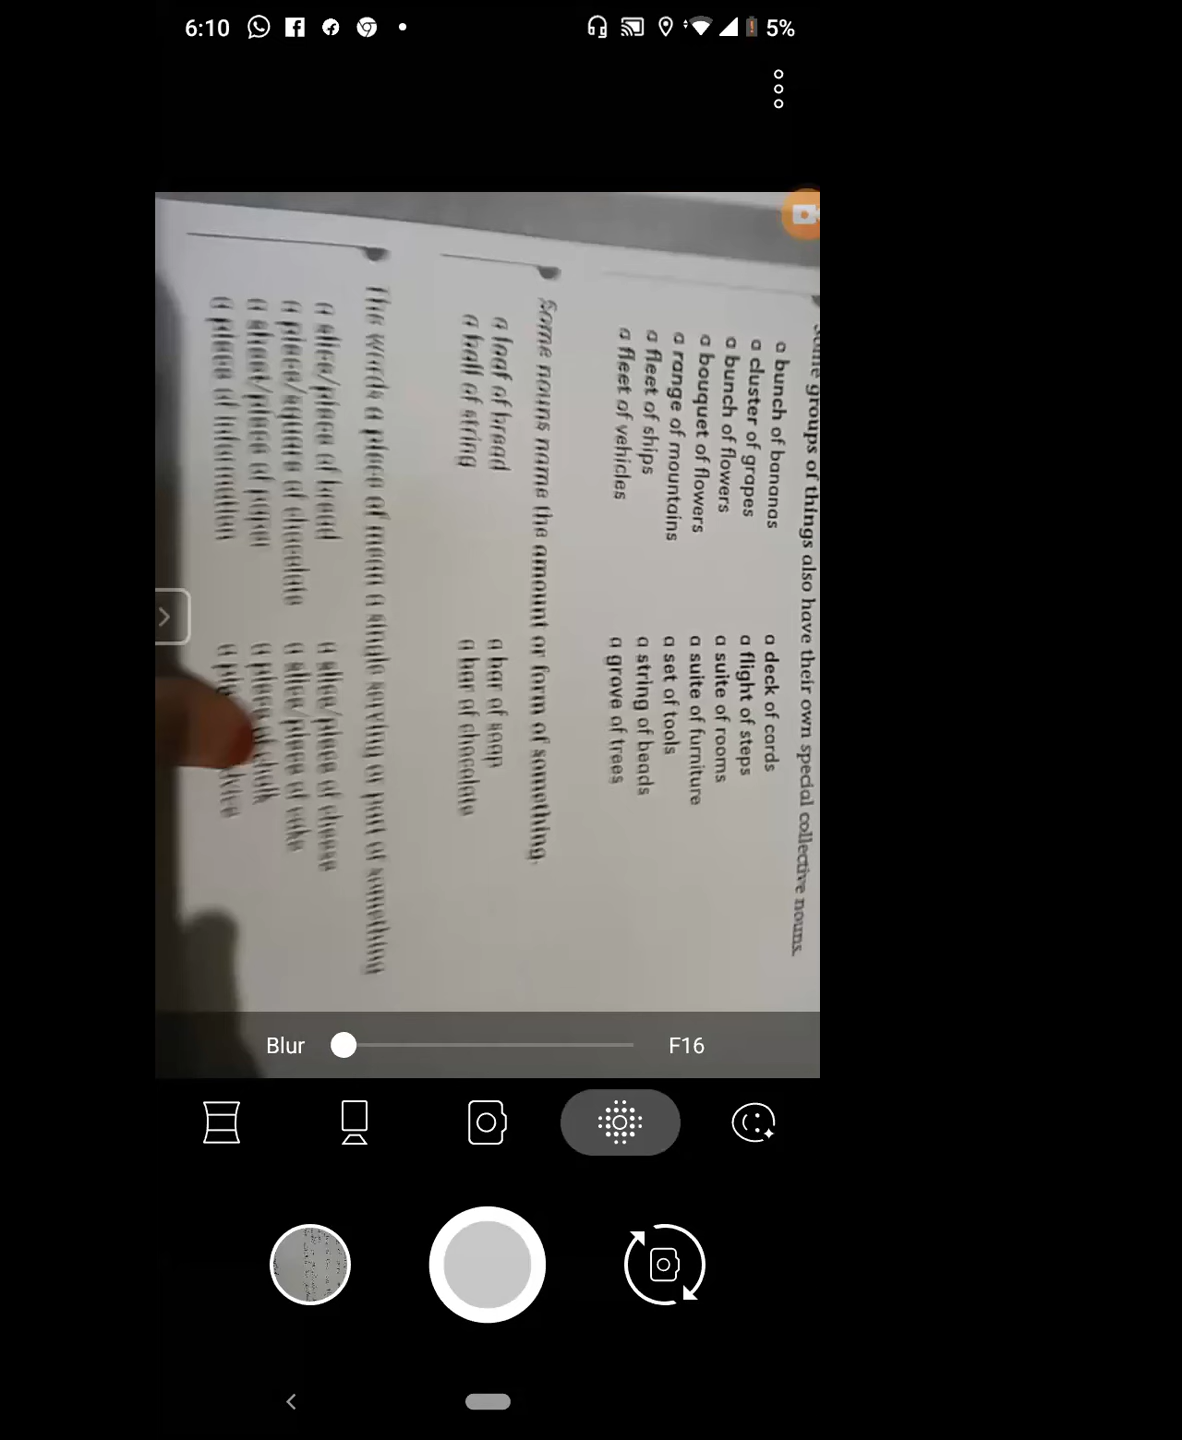 6:10
5%
Some groups of things also have their own special collective nouns.
a bunch of bananas
a cluster of grapes
a bunch of flowers
a bouquet of flowers
a range of mountains
a fleet of ships
a fleet of vehicles
a deck of cards
a flight of steps
a suite of rooms
a suite of furniture
a set of tools
a string of beads
a grove of trees
Some nouns name the amount or form of something.
a loaf of bread
a ball of string
a bar of soap
a bar of chocolate
The words a piece of mean a single serving or part of something
a slice/piece of bread
a piece/square of chocolate
a sheet/piece of paper
a piece of information
a slice/piece of cheese
a slice/piece of cake
a piece
a
Blur
F16